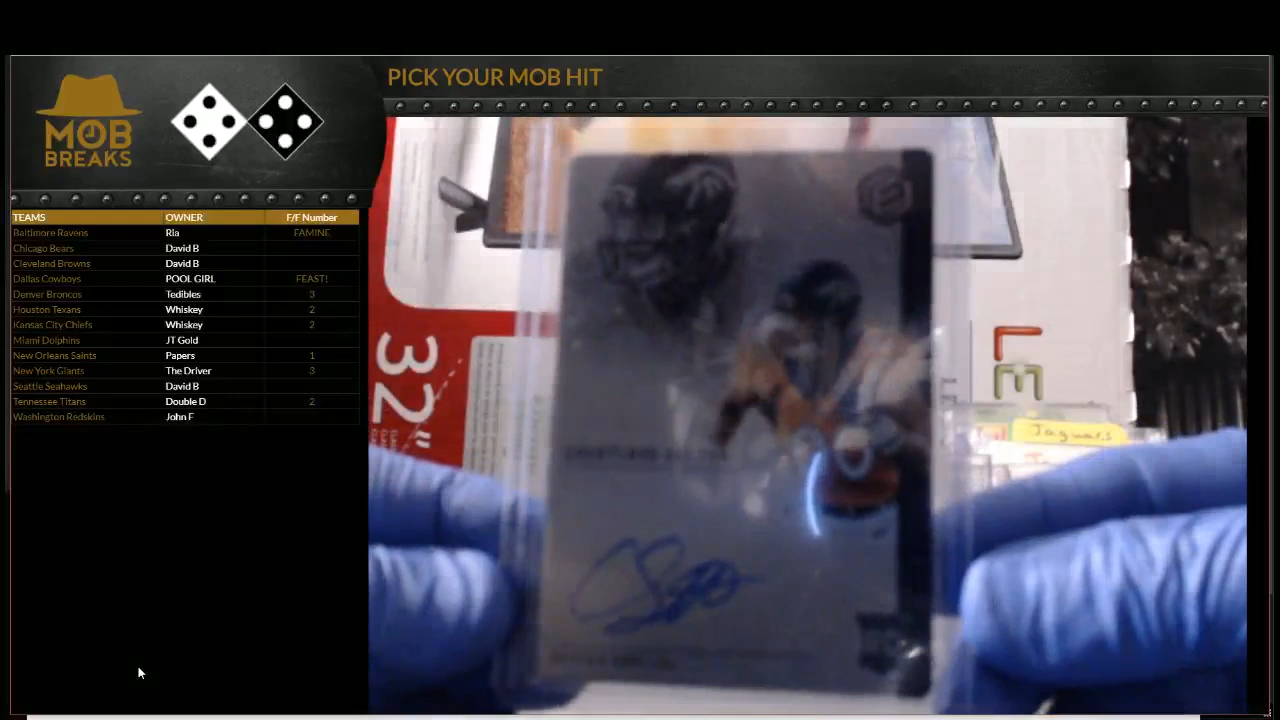 PICK YOUR MOB HIT
MOB
BREAKS
TEAMS OWNER F/F Number
Baltimore Ravens Ria FAMINE
Chicago Bears David B
Cleveland Browns David B
Dallas Cowboys POOL GIRL FEAST!
Denver Broncos Tedibles 3
Houston Texans Whiskey 2
Kansas City Chiefs Whiskey 2
Miami Dolphins JT Gold
New Orleans Saints Papers 1
New York Giants The Driver 3
Seattle Seahawks David B
Tennessee Titans Double D 2
Washington Redskins John F
32"
LE
Jaguars